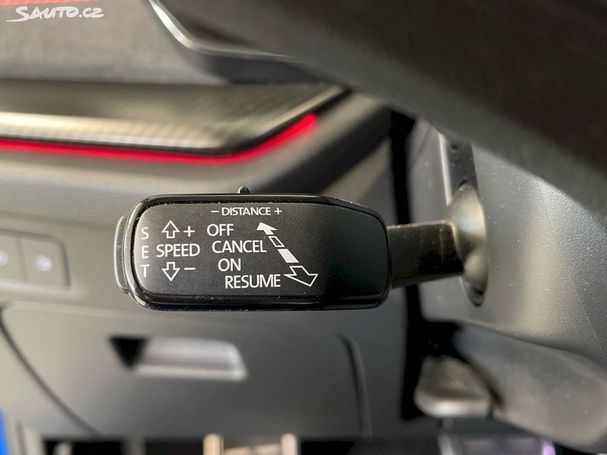 SAUTO.CZ
− DISTANCE +
S + OFF
E SPEED CANCEL
T − ON
RESUME